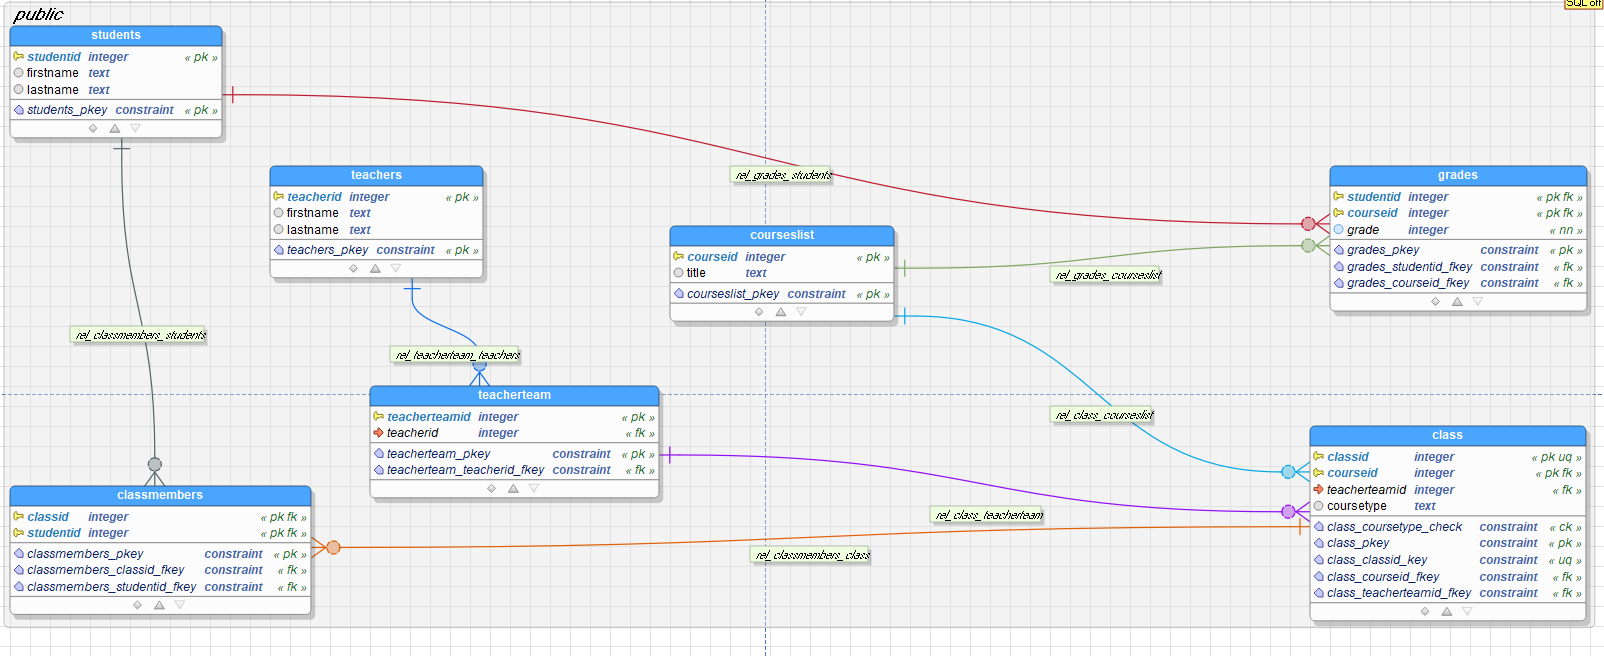 public
SQL off
students
studentid integer « pk »
firstname text
lastname text
students_pkey constraint « pk »
teachers
teacherid integer « pk »
firstname text
lastname text
teachers_pkey constraint « pk »
rel_grades_students
grades
studentid integer « pk fk »
courseid integer « pk fk »
grade integer « nn »
grades_pkey constraint « pk »
grades_studentid_fkey constraint « fk »
grades_courseid_fkey constraint « fk »
courseslist
courseid integer « pk »
title text
courseslist_pkey constraint « pk »
rel_grades_courseslist
rel_classmembers_students
rel_teacherteam_teachers
teacherteam
teacherteamid integer « pk »
teacherid integer « fk »
teacherteam_pkey constraint « pk »
teacherteam_teacherid_fkey constraint « fk »
rel_class_courseslist
class
classid integer « pk uq »
courseid integer « pk fk »
teacherteamid integer « fk »
coursetype text
class_coursetype_check constraint « ck »
class_pkey constraint « pk »
class_classid_key constraint « uq »
class_courseid_fkey constraint « fk »
class_teacherteamid_fkey constraint « fk »
classmembers
classid integer « pk fk »
studentid integer « pk fk »
classmembers_pkey constraint « pk »
classmembers_classid_fkey constraint « fk »
classmembers_studentid_fkey constraint « fk »
rel_class_teacherteam
rel_classmembers_class